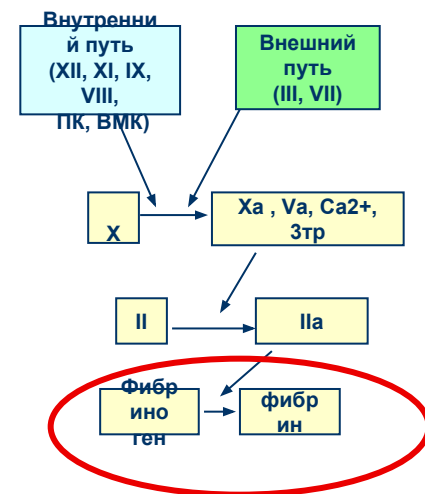 Внутренни
й путь
(XII, XI, IX,
VIII,
ПК, ВМК)
Внешний
путь
(III, VII)
X
Xa , Va, Ca2+,
3тр
II
IIa
Фибр
ино
ген
фибр
ин